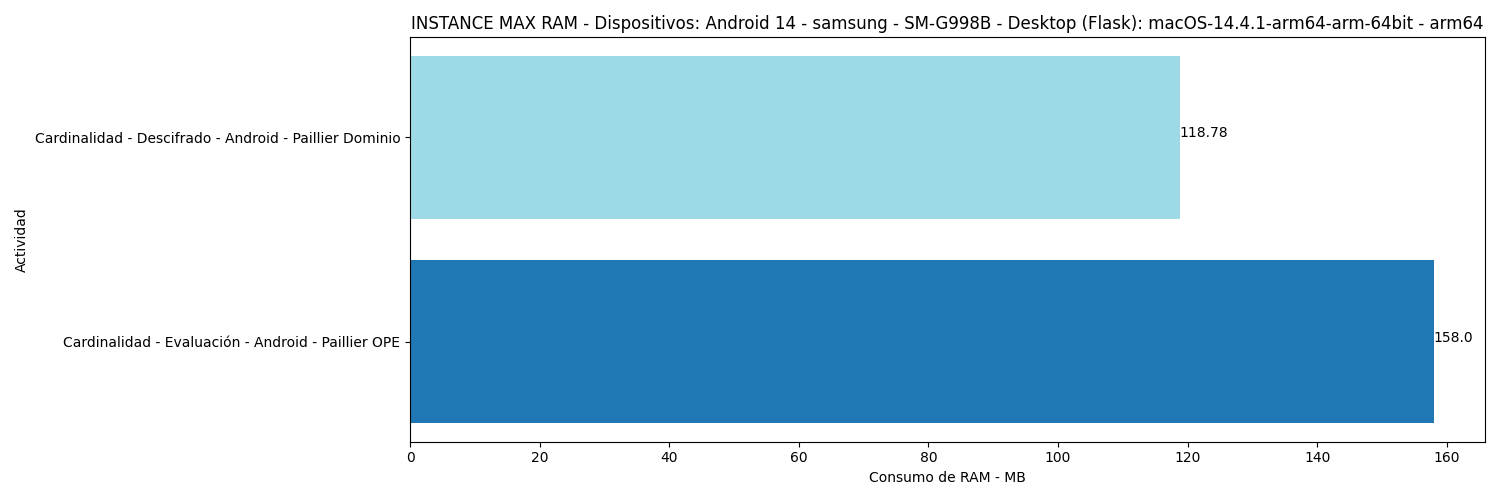 INSTANCE MAX RAM - Dispositivos: Android 14 - samsung - SM-G998B - Desktop (Flask): macOS-14.4.1-arm64-arm-64bit - arm64
Cardinalidad - Descifrado - Android - Paillier Dominio
118.78
Actividad
Cardinalidad - Evaluación - Android - Paillier OPE
158.0
0 20 40 60 80 100 120 140 160
Consumo de RAM - MB